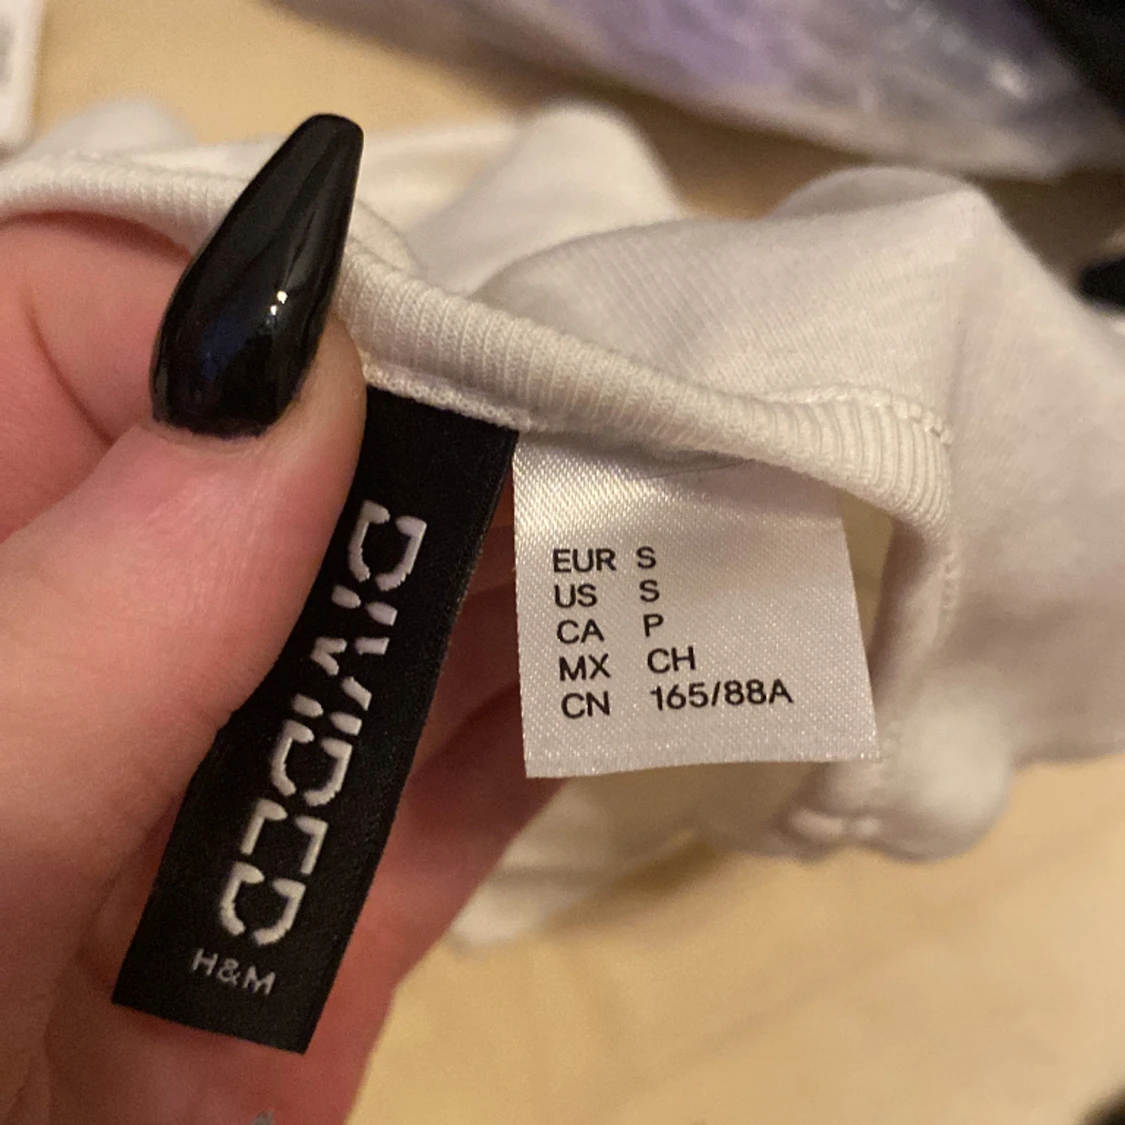 DIVIDED
H&M
EUR S
US S
CA P
MX CH
CN 165/88A